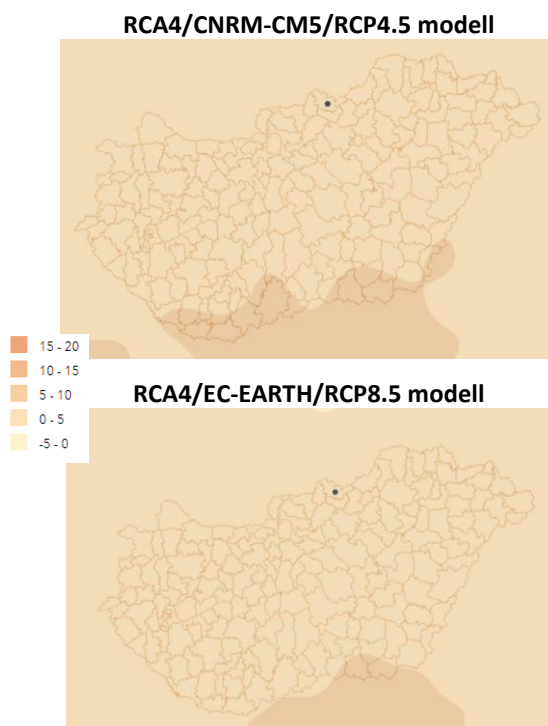 RCA4/CNRM-CM5/RCP4.5 modell
15 - 20
10 - 15
5 - 10
0 - 5
-5 - 0
RCA4/EC-EARTH/RCP8.5 modell